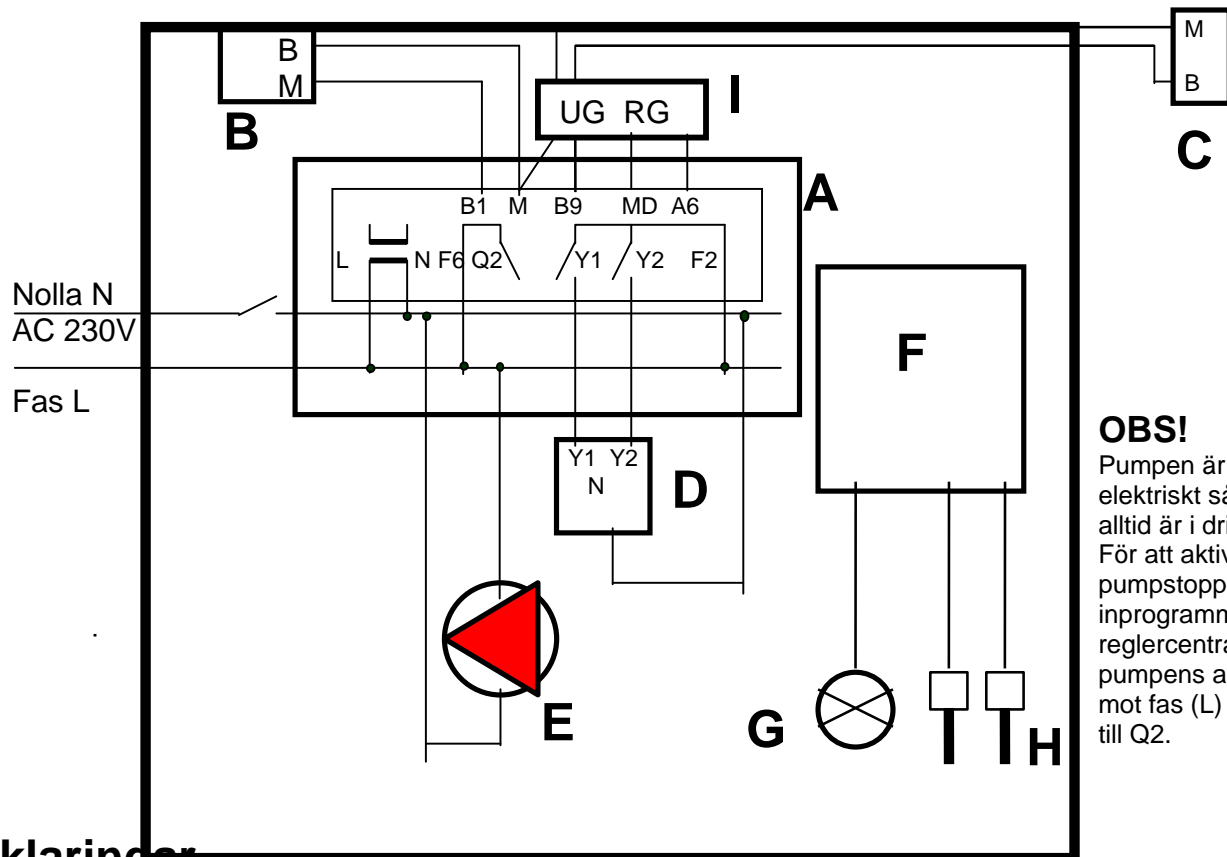 M
B
B
M
I
UG RG
B
C
A
B1 M B9 MD A6
L N F6 Q2 Y1 Y2 F2
Nolla N
AC 230V
Fas L
F
Y1 Y2
N
D
OBS!
Pumpen är
elektriskt så
alltid är i dri
För att aktiv
pumpstopp
inprogramm
reglercentra
pumpens a
mot fas (L)
till Q2.
E
G
H
klaringar